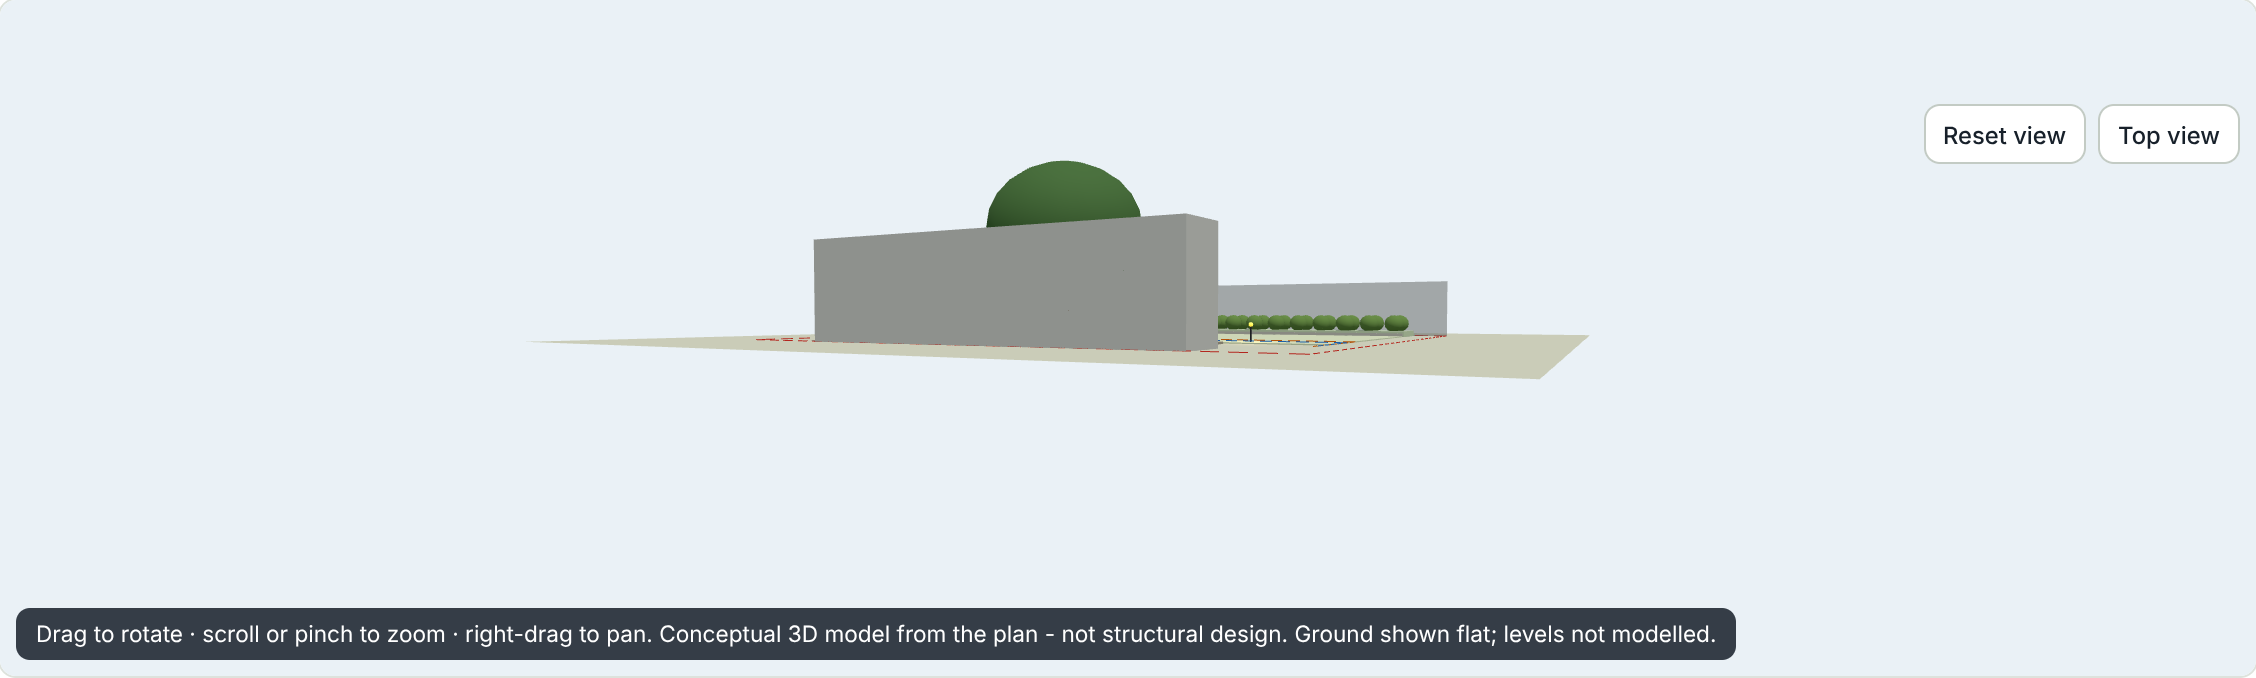 Reset view
Top view
Drag to rotate · scroll or pinch to zoom · right-drag to pan. Conceptual 3D model from the plan - not structural design. Ground shown flat; levels not modelled.